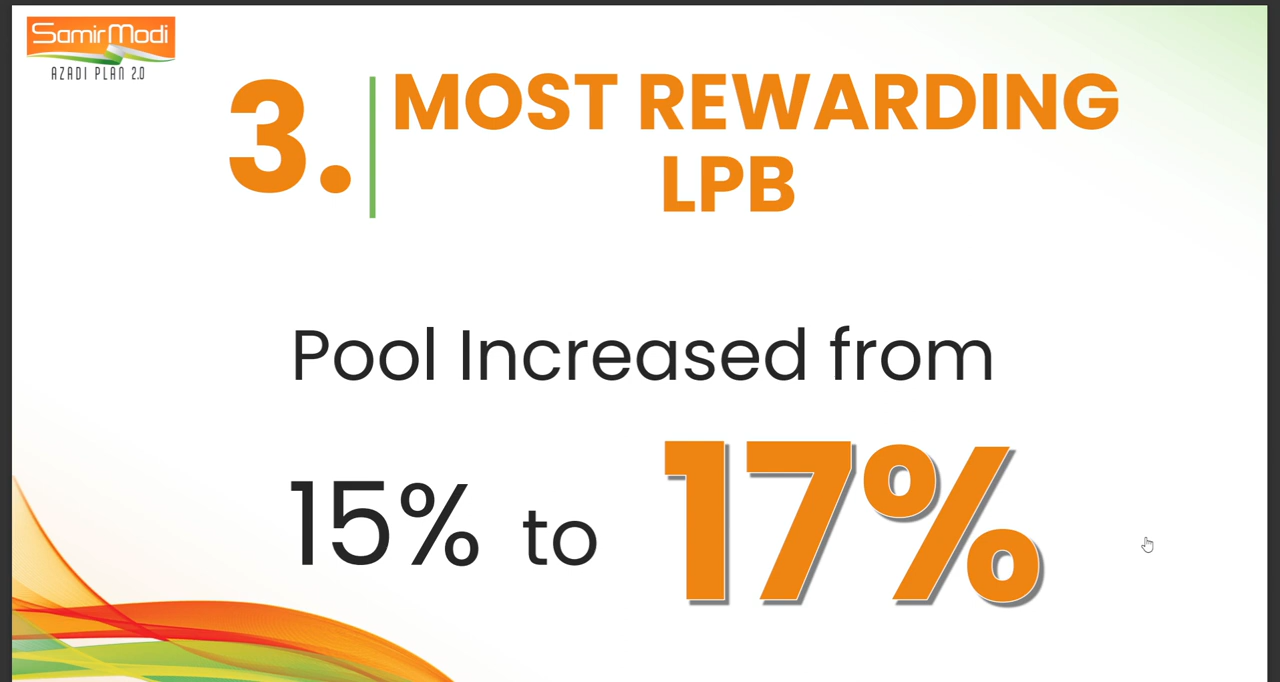 SamirModi
AZADI PLAN 2.0
3. MOST REWARDING
LPB
Pool Increased from
15% to 17%